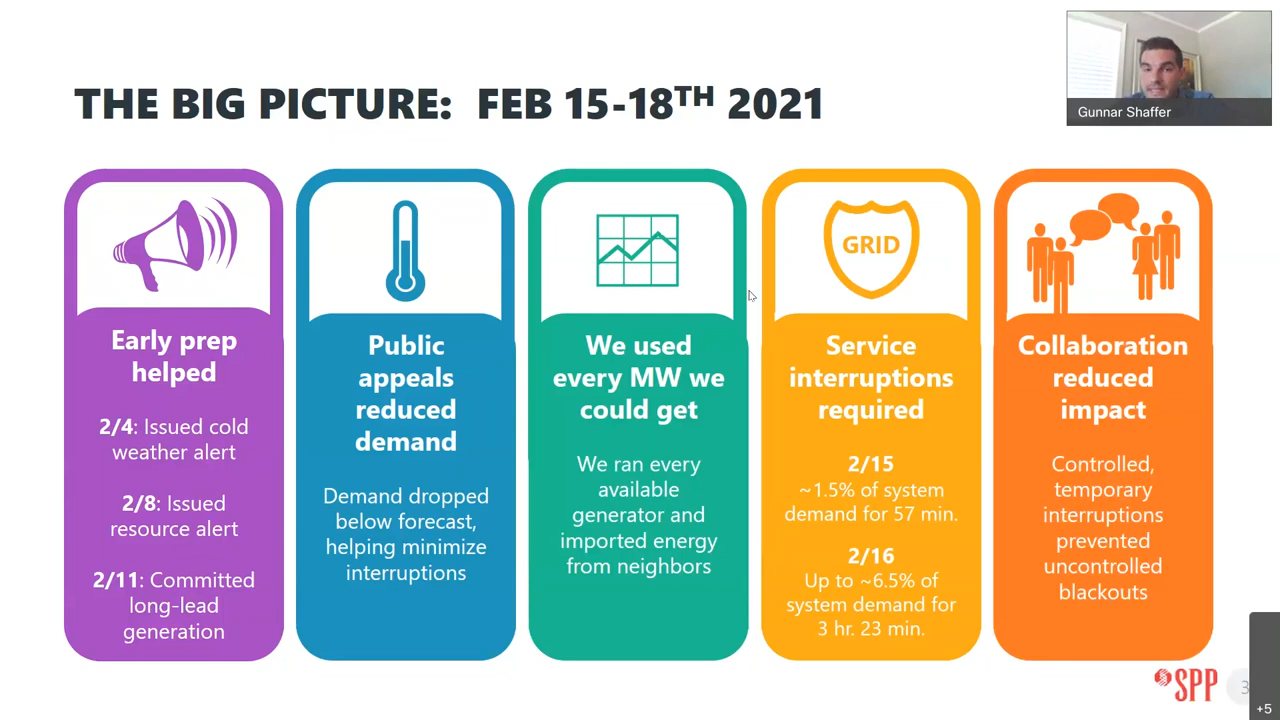 Gunnar Shaffer
THE BIG PICTURE: FEB 15-18TH 2021
Early prep
helped
2/4: Issued cold
weather alert
2/8: Issued
resource alert
2/11: Committed
long-lead
generation
Public
appeals
reduced
demand
Demand dropped
below forecast,
helping minimize
interruptions
We used
every MW we
could get
We ran every
available
generator and
imported energy
from neighbors
GRID
Service
interruptions
required
2/15
~1.5% of system
demand for 57 min.
2/16
Up to ~6.5% of
system demand for
3 hr. 23 min.
Collaboration
reduced
impact
Controlled,
temporary
interruptions
prevented
uncontrolled
blackouts
SPP
3
+5